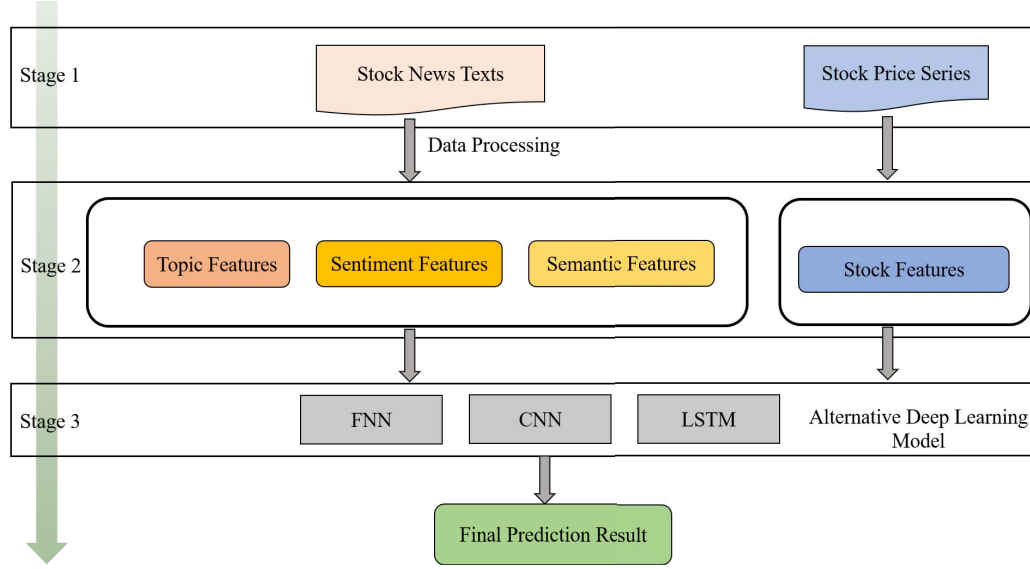 Stage 1
Stock News Texts
Stock Price Series
Data Processing
Stage 2
Topic Features
Sentiment Features
Semantic Features
Stock Features
Stage 3
FNN
CNN
LSTM
Alternative Deep Learning
Model
Final Prediction Result